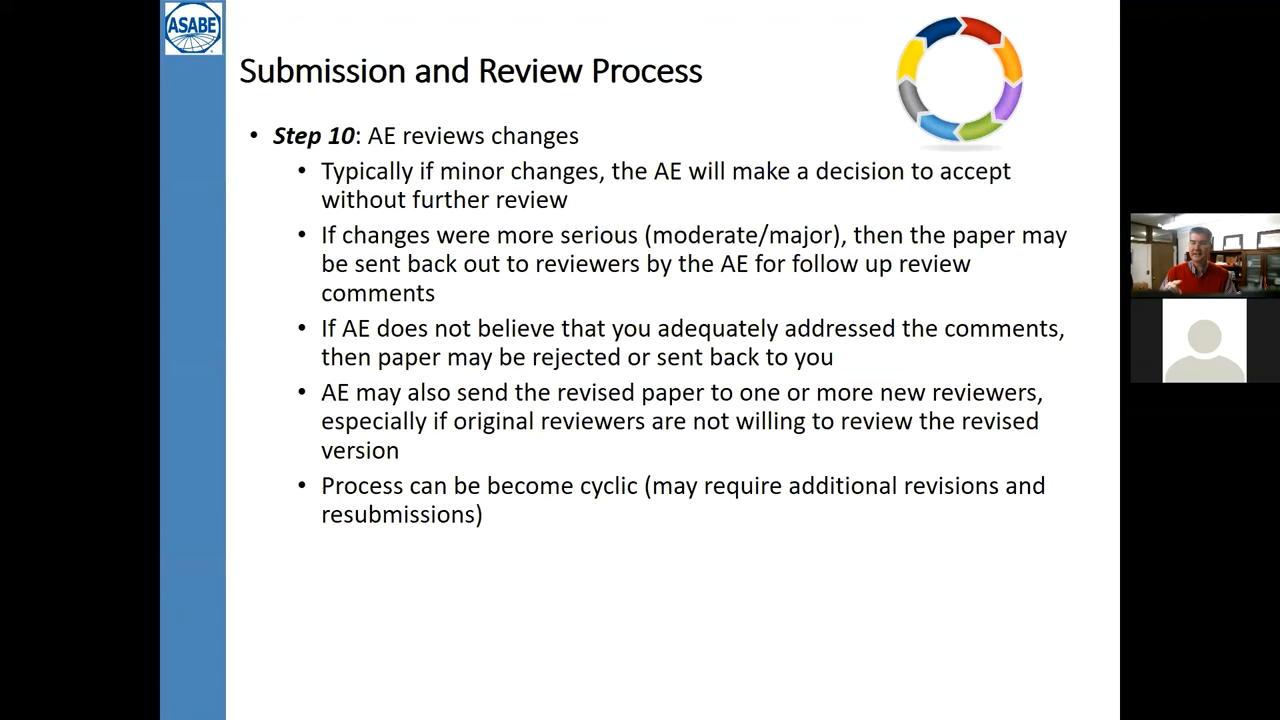 ASABE
Submission and Review Process
• Step 10: AE reviews changes
• Typically if minor changes, the AE will make a decision to accept
without further review
• If changes were more serious (moderate/major), then the paper may
be sent back out to reviewers by the AE for follow up review
comments
• If AE does not believe that you adequately addressed the comments,
then paper may be rejected or sent back to you
• AE may also send the revised paper to one or more new reviewers,
especially if original reviewers are not willing to review the revised
version
• Process can be become cyclic (may require additional revisions and
resubmissions)